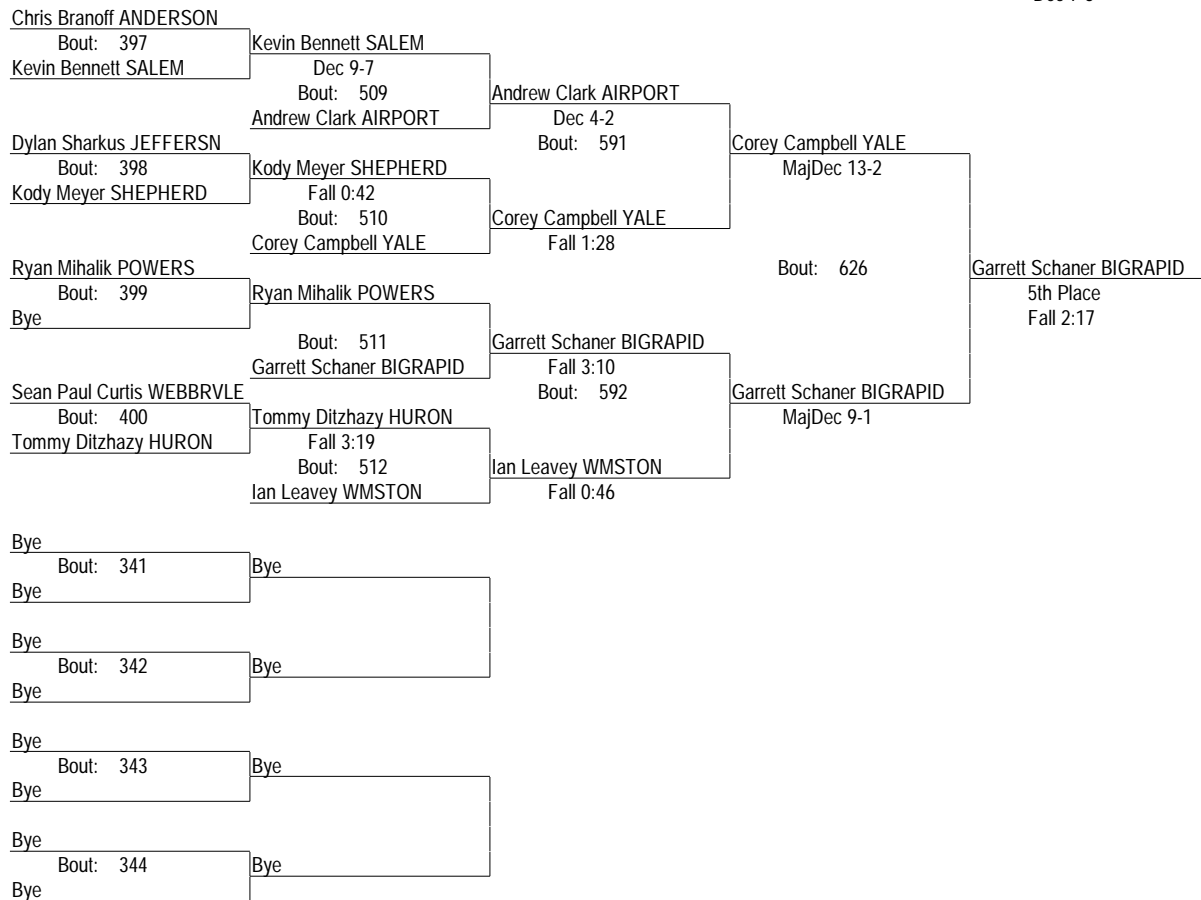 Chris Branoff ANDERSON
Bout: 397 Kevin Bennett SALEM
Kevin Bennett SALEM Dec 9-7
Bout: 509 Andrew Clark AIRPORT
Andrew Clark AIRPORT Dec 4-2
Dylan Sharkus JEFFERSN Bout: 591 Corey Campbell YALE
Bout: 398 Kody Meyer SHEPHERD MajDec 13-2
Kody Meyer SHEPHERD Fall 0:42
Bout: 510 Corey Campbell YALE
Corey Campbell YALE Fall 1:28
Ryan Mihalik POWERS Bout: 626 Garrett Schaner BIGRAPID
Bout: 399 Ryan Mihalik POWERS 5th Place
Bye Fall 2:17
Bout: 511 Garrett Schaner BIGRAPID
Garrett Schaner BIGRAPID Fall 3:10
Sean Paul Curtis WEBBRVLE Bout: 592 Garrett Schaner BIGRAPID
Bout: 400 Tommy Ditzhazy HURON MajDec 9-1
Tommy Ditzhazy HURON Fall 3:19
Bout: 512 Ian Leavey WMSTON
Ian Leavey WMSTON Fall 0:46
Bye
Bout: 341 Bye
Bye
Bye
Bout: 342 Bye
Bye
Bye
Bout: 343 Bye
Bye
Bye
Bout: 344 Bye
Bye